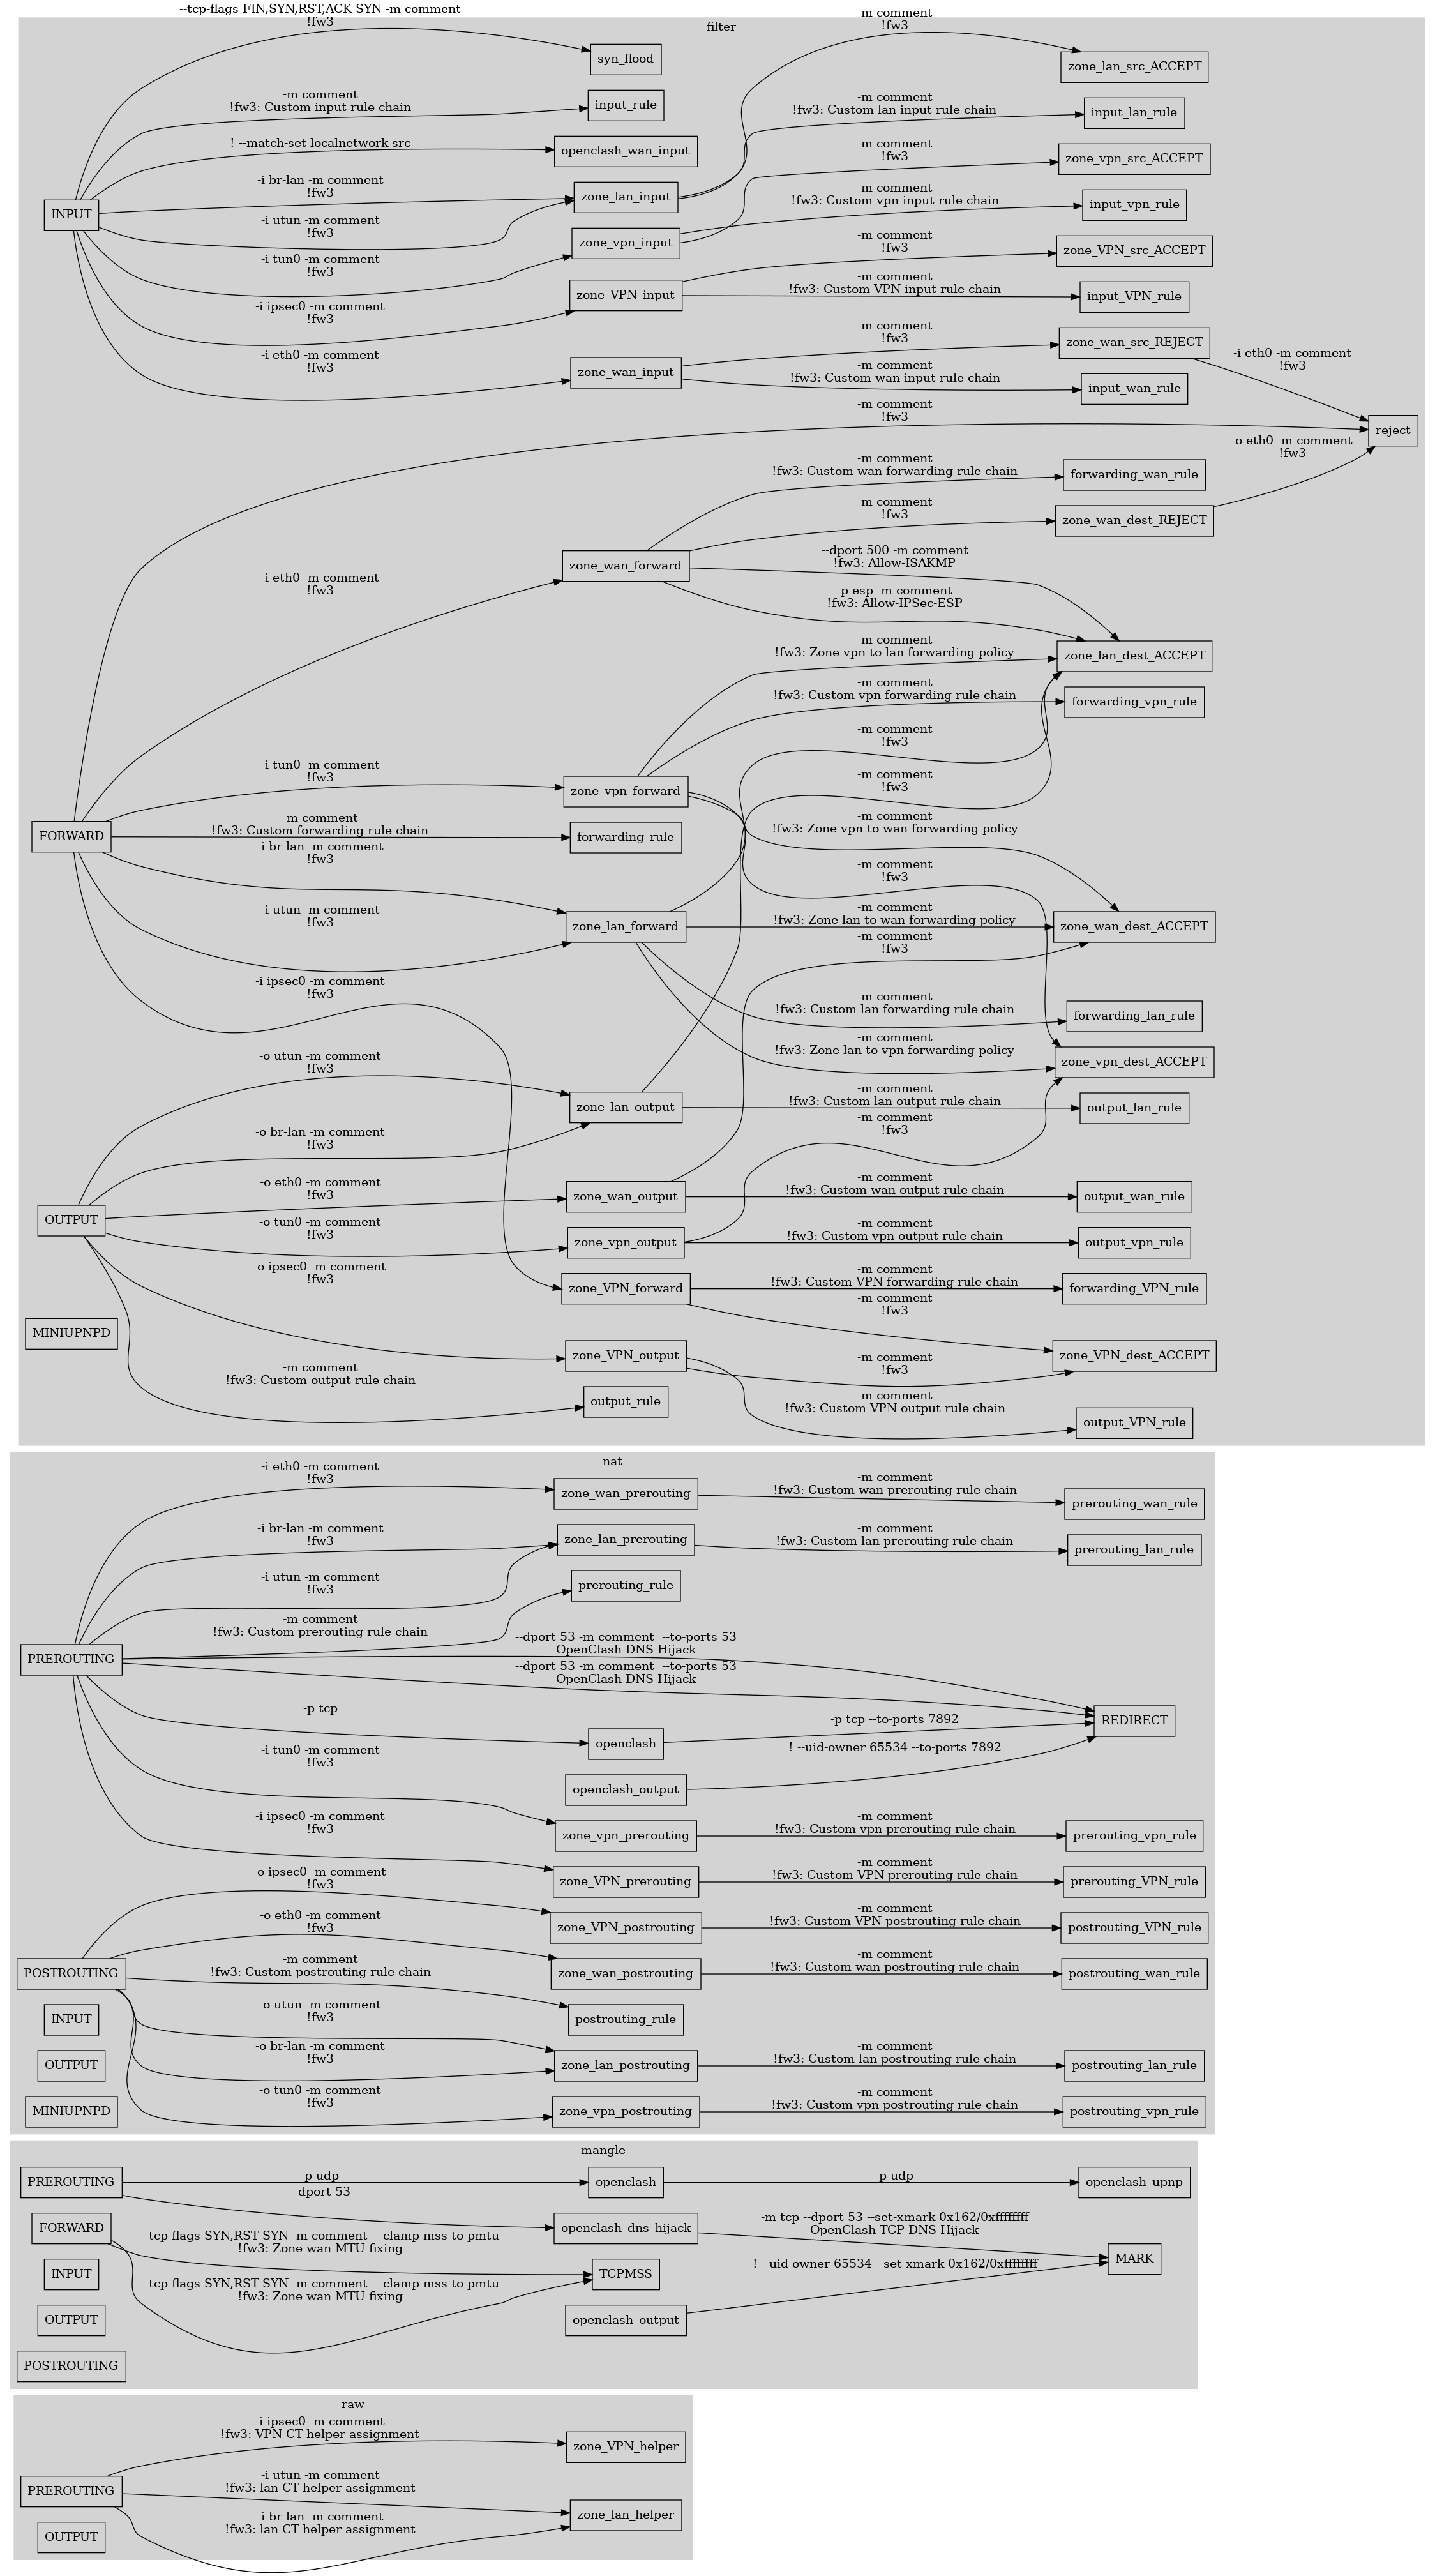 filter
--tcp-flags FIN,SYN,RST,ACK SYN -m comment
!fw3
-m comment
!fw3
syn_flood
zone_lan_src_ACCEPT
-m comment
!fw3: Custom input rule chain
input_rule
-m comment
!fw3: Custom lan input rule chain
input_lan_rule
! --match-set localnetwork src
openclash_wan_input
-m comment
!fw3
zone_vpn_src_ACCEPT
INPUT
-i br-lan -m comment
!fw3
zone_lan_input
-m comment
!fw3: Custom vpn input rule chain
input_vpn_rule
-i utun -m comment
!fw3
zone_vpn_input
-m comment
!fw3
zone_VPN_src_ACCEPT
-i tun0 -m comment
!fw3
zone_VPN_input
-m comment
!fw3: Custom VPN input rule chain
input_VPN_rule
-i ipsec0 -m comment
!fw3
-m comment
!fw3
zone_wan_src_REJECT
-i eth0 -m comment
!fw3
-i eth0 -m comment
!fw3
zone_wan_input
-m comment
!fw3: Custom wan input rule chain
input_wan_rule
-m comment
!fw3
reject
-o eth0 -m comment
!fw3
-m comment
!fw3: Custom wan forwarding rule chain
forwarding_wan_rule
-m comment
!fw3
zone_wan_dest_REJECT
-i eth0 -m comment
!fw3
zone_wan_forward
--dport 500 -m comment
!fw3: Allow-ISAKMP
-p esp -m comment
!fw3: Allow-IPSec-ESP
-m comment
!fw3: Zone vpn to lan forwarding policy
zone_lan_dest_ACCEPT
-m comment
!fw3: Custom vpn forwarding rule chain
forwarding_vpn_rule
-m comment
!fw3
-i tun0 -m comment
!fw3
zone_vpn_forward
-m comment
!fw3
FORWARD
-m comment
!fw3: Custom forwarding rule chain
forwarding_rule
-m comment
!fw3: Zone vpn to wan forwarding policy
-i br-lan -m comment
!fw3
-m comment
!fw3
-i utun -m comment
!fw3
zone_lan_forward
-m comment
!fw3: Zone lan to wan forwarding policy
zone_wan_dest_ACCEPT
-m comment
!fw3
-i ipsec0 -m comment
!fw3
-m comment
!fw3: Custom lan forwarding rule chain
forwarding_lan_rule
-m comment
!fw3: Zone lan to vpn forwarding policy
zone_vpn_dest_ACCEPT
-o utun -m comment
!fw3
zone_lan_output
-m comment
!fw3: Custom lan output rule chain
output_lan_rule
-o br-lan -m comment
!fw3
-m comment
!fw3
OUTPUT
-o eth0 -m comment
!fw3
zone_wan_output
-m comment
!fw3: Custom wan output rule chain
output_wan_rule
-o tun0 -m comment
!fw3
zone_vpn_output
-m comment
!fw3: Custom vpn output rule chain
output_vpn_rule
-o ipsec0 -m comment
!fw3
zone_VPN_forward
-m comment
!fw3: Custom VPN forwarding rule chain
forwarding_VPN_rule
-m comment
!fw3
MINIUPNPD
zone_VPN_output
-m comment
!fw3
zone_VPN_dest_ACCEPT
-m comment
!fw3: Custom output rule chain
output_rule
-m comment
!fw3: Custom VPN output rule chain
output_VPN_rule
nat
-i eth0 -m comment
!fw3
zone_wan_prerouting
-m comment
!fw3: Custom wan prerouting rule chain
prerouting_wan_rule
-i br-lan -m comment
!fw3
zone_lan_prerouting
-m comment
!fw3: Custom lan prerouting rule chain
prerouting_lan_rule
-i utun -m comment
!fw3
prerouting_rule
-m comment
!fw3: Custom prerouting rule chain
PREROUTING
--dport 53 -m comment  --to-ports 53
OpenClash DNS Hijack
--dport 53 -m comment  --to-ports 53
OpenClash DNS Hijack
-p tcp
openclash
-p tcp --to-ports 7892
REDIRECT
-i tun0 -m comment
!fw3
openclash_output
! --uid-owner 65534 --to-ports 7892
zone_vpn_prerouting
-m comment
!fw3: Custom vpn prerouting rule chain
prerouting_vpn_rule
-i ipsec0 -m comment
!fw3
zone_VPN_prerouting
-m comment
!fw3: Custom VPN prerouting rule chain
prerouting_VPN_rule
-o ipsec0 -m comment
!fw3
zone_VPN_postrouting
-m comment
!fw3: Custom VPN postrouting rule chain
postrouting_VPN_rule
-o eth0 -m comment
!fw3
POSTROUTING
zone_wan_postrouting
-m comment
!fw3: Custom wan postrouting rule chain
postrouting_wan_rule
-m comment
!fw3: Custom postrouting rule chain
INPUT
postrouting_rule
-o utun -m comment
!fw3
OUTPUT
-o br-lan -m comment
!fw3
zone_lan_postrouting
-m comment
!fw3: Custom lan postrouting rule chain
postrouting_lan_rule
MINIUPNPD
-o tun0 -m comment
!fw3
zone_vpn_postrouting
-m comment
!fw3: Custom vpn postrouting rule chain
postrouting_vpn_rule
mangle
PREROUTING
-p udp
openclash
-p udp
openclash_upnp
--dport 53
openclash_dns_hijack
-m tcp --dport 53 --set-xmark 0x162/0xffffffff
OpenClash TCP DNS Hijack
FORWARD
--tcp-flags SYN,RST SYN -m comment  --clamp-mss-to-pmtu
!fw3: Zone wan MTU fixing
MARK
INPUT
TCPMSS
! --uid-owner 65534 --set-xmark 0x162/0xffffffff
--tcp-flags SYN,RST SYN -m comment  --clamp-mss-to-pmtu
!fw3: Zone wan MTU fixing
OUTPUT
openclash_output
POSTROUTING
raw
-i ipsec0 -m comment
!fw3: VPN CT helper assignment
zone_VPN_helper
PREROUTING
-i utun -m comment
!fw3: lan CT helper assignment
zone_lan_helper
-i br-lan -m comment
!fw3: lan CT helper assignment
OUTPUT